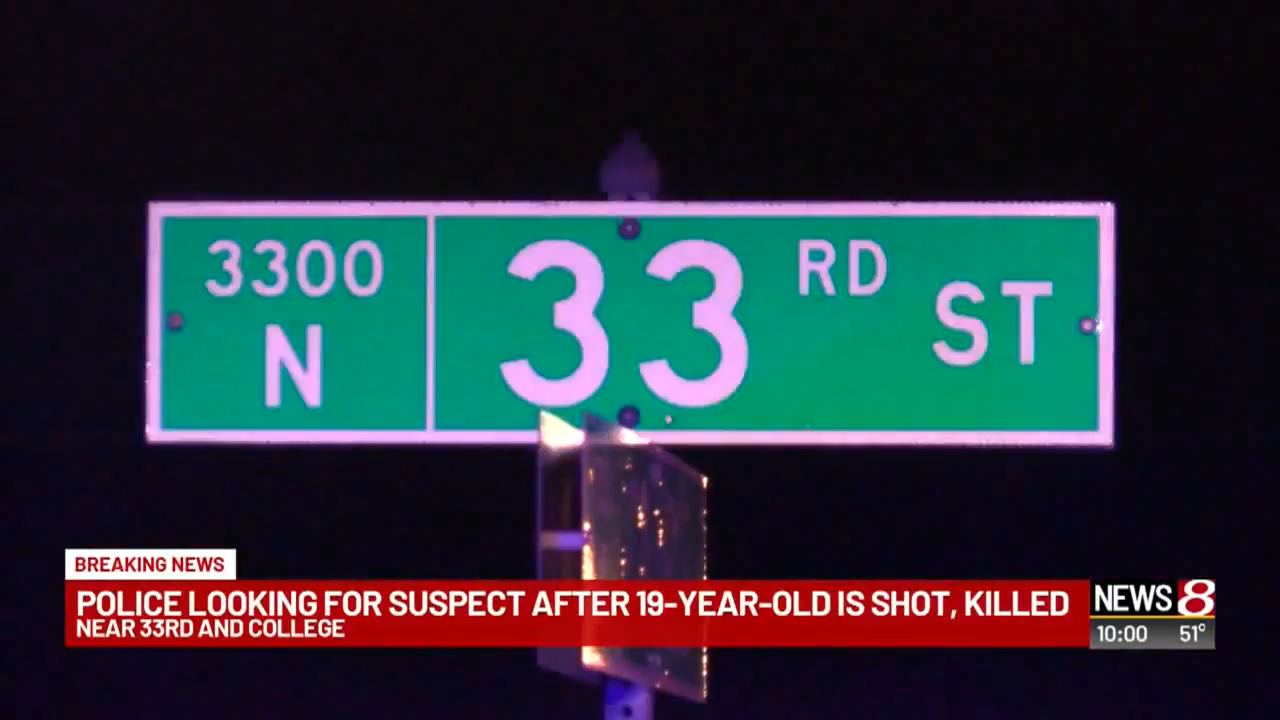 3300
N
33 RD ST
BREAKING NEWS
POLICE LOOKING FOR SUSPECT AFTER 19-YEAR-OLD IS SHOT, KILLED
NEAR 33RD AND COLLEGE
NEWS 8
10:00 51°